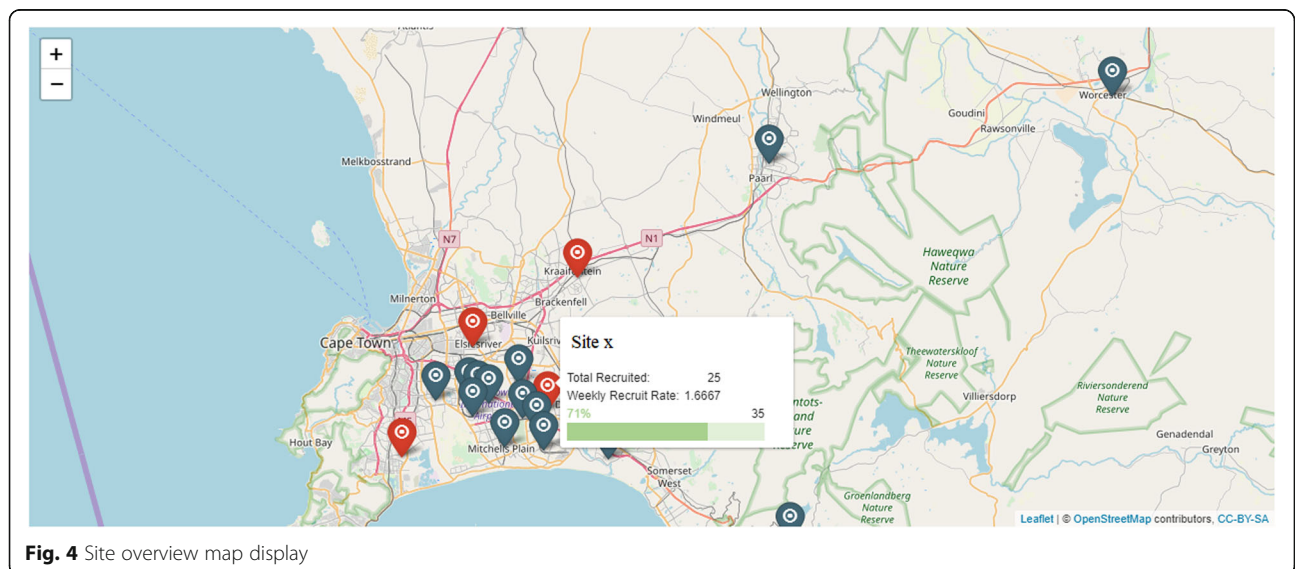 +
−
Wellington
Worcester
Goudini
Windmeul
Rawsonville
Melkbosstrand
Paarl
N7
N1
Haweqwa
Nature
Reserve
Milnerton
Brackenfell
Bellville
Cape Town
Elsiesriver
Site x
Total Recruited: 25
Weekly Recruit Rate: 1.6667
71% 35
Theewaterskloof
Nature
Reserve
Riviersonderend
Mountain
Nature
Reserve
Villiersdorp
Hout Bay
Mitchells Plain
Genadendal
Greyton
Somerset
West
Groenlandberg
Nature
Reserve
Leaflet | © OpenStreetMap contributors, CC-BY-SA
Fig. 4 Site overview map display